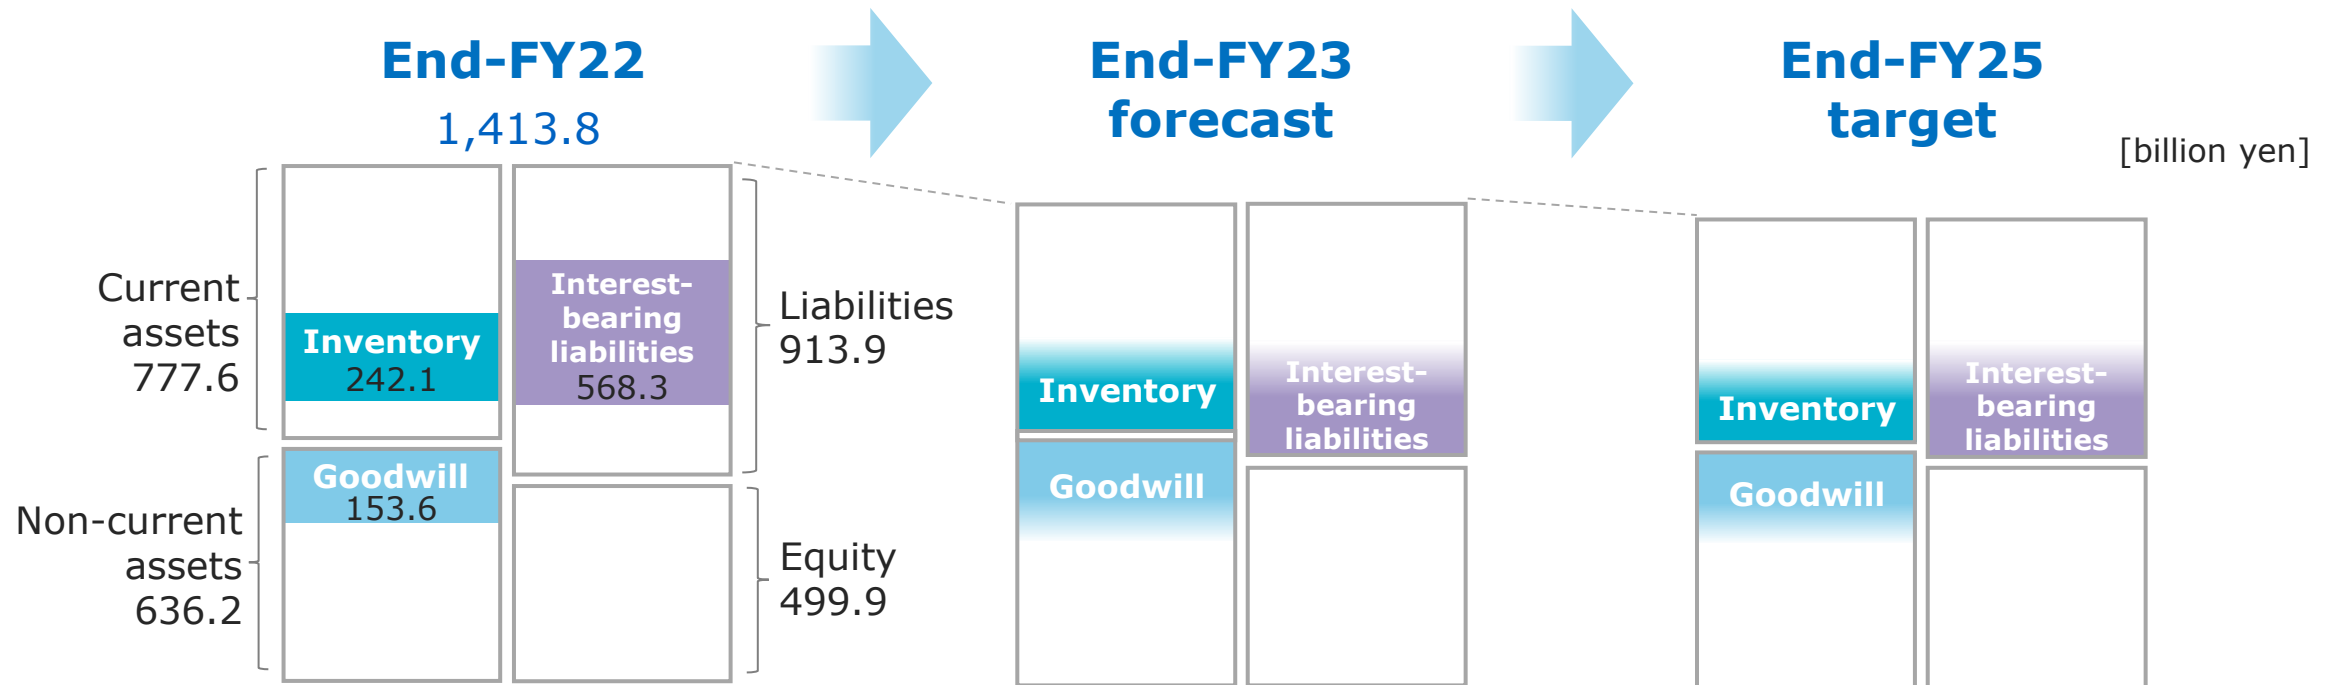 End-FY22
1,413.8
End-FY23
forecast
End-FY25
target
[billion yen]
Current
assets
777.6
Inventory
242.1
Interest-
bearing
liabilities
568.3
Liabilities
913.9
Non-current
assets
636.2
Goodwill
153.6
Equity
499.9
Inventory
Interest-
bearing
liabilities
Goodwill
Inventory
Interest-
bearing
liabilities
Goodwill